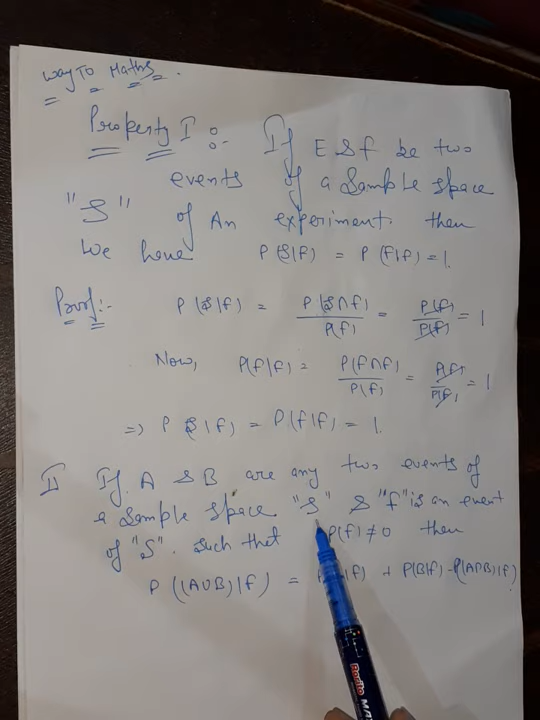 Way To Maths.
Property I :- If E & F be two
events of a Sample space
"S" of An experiment then
We have P(S|F) = P(F|F) = 1.
Proof:- P(S|F) = P(S∩F)/P(F) = P(F)/P(F) = 1
Now, P(F|F) = P(F∩F)/P(F) = P(F)/P(F) = 1
=> P(S|F) = P(F|F) = 1.
II If A & B are any two events of
a Sample space "S" & "F" is an event
of "S". Such that P(F) ≠ 0 then
P((A∪B)|F) = |F) + P(B|F) - P((A∩B)|F)
Rorito MA